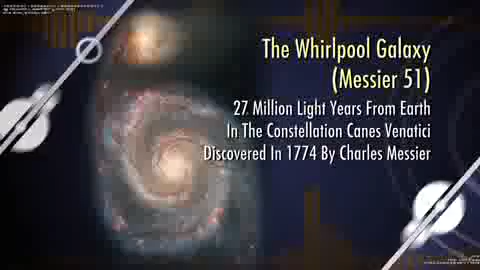 The Whirlpool Galaxy
(Messier 51)
27 Million Light Years From Earth
In The Constellation Canes Venatici
Discovered In 1774 By Charles Messier